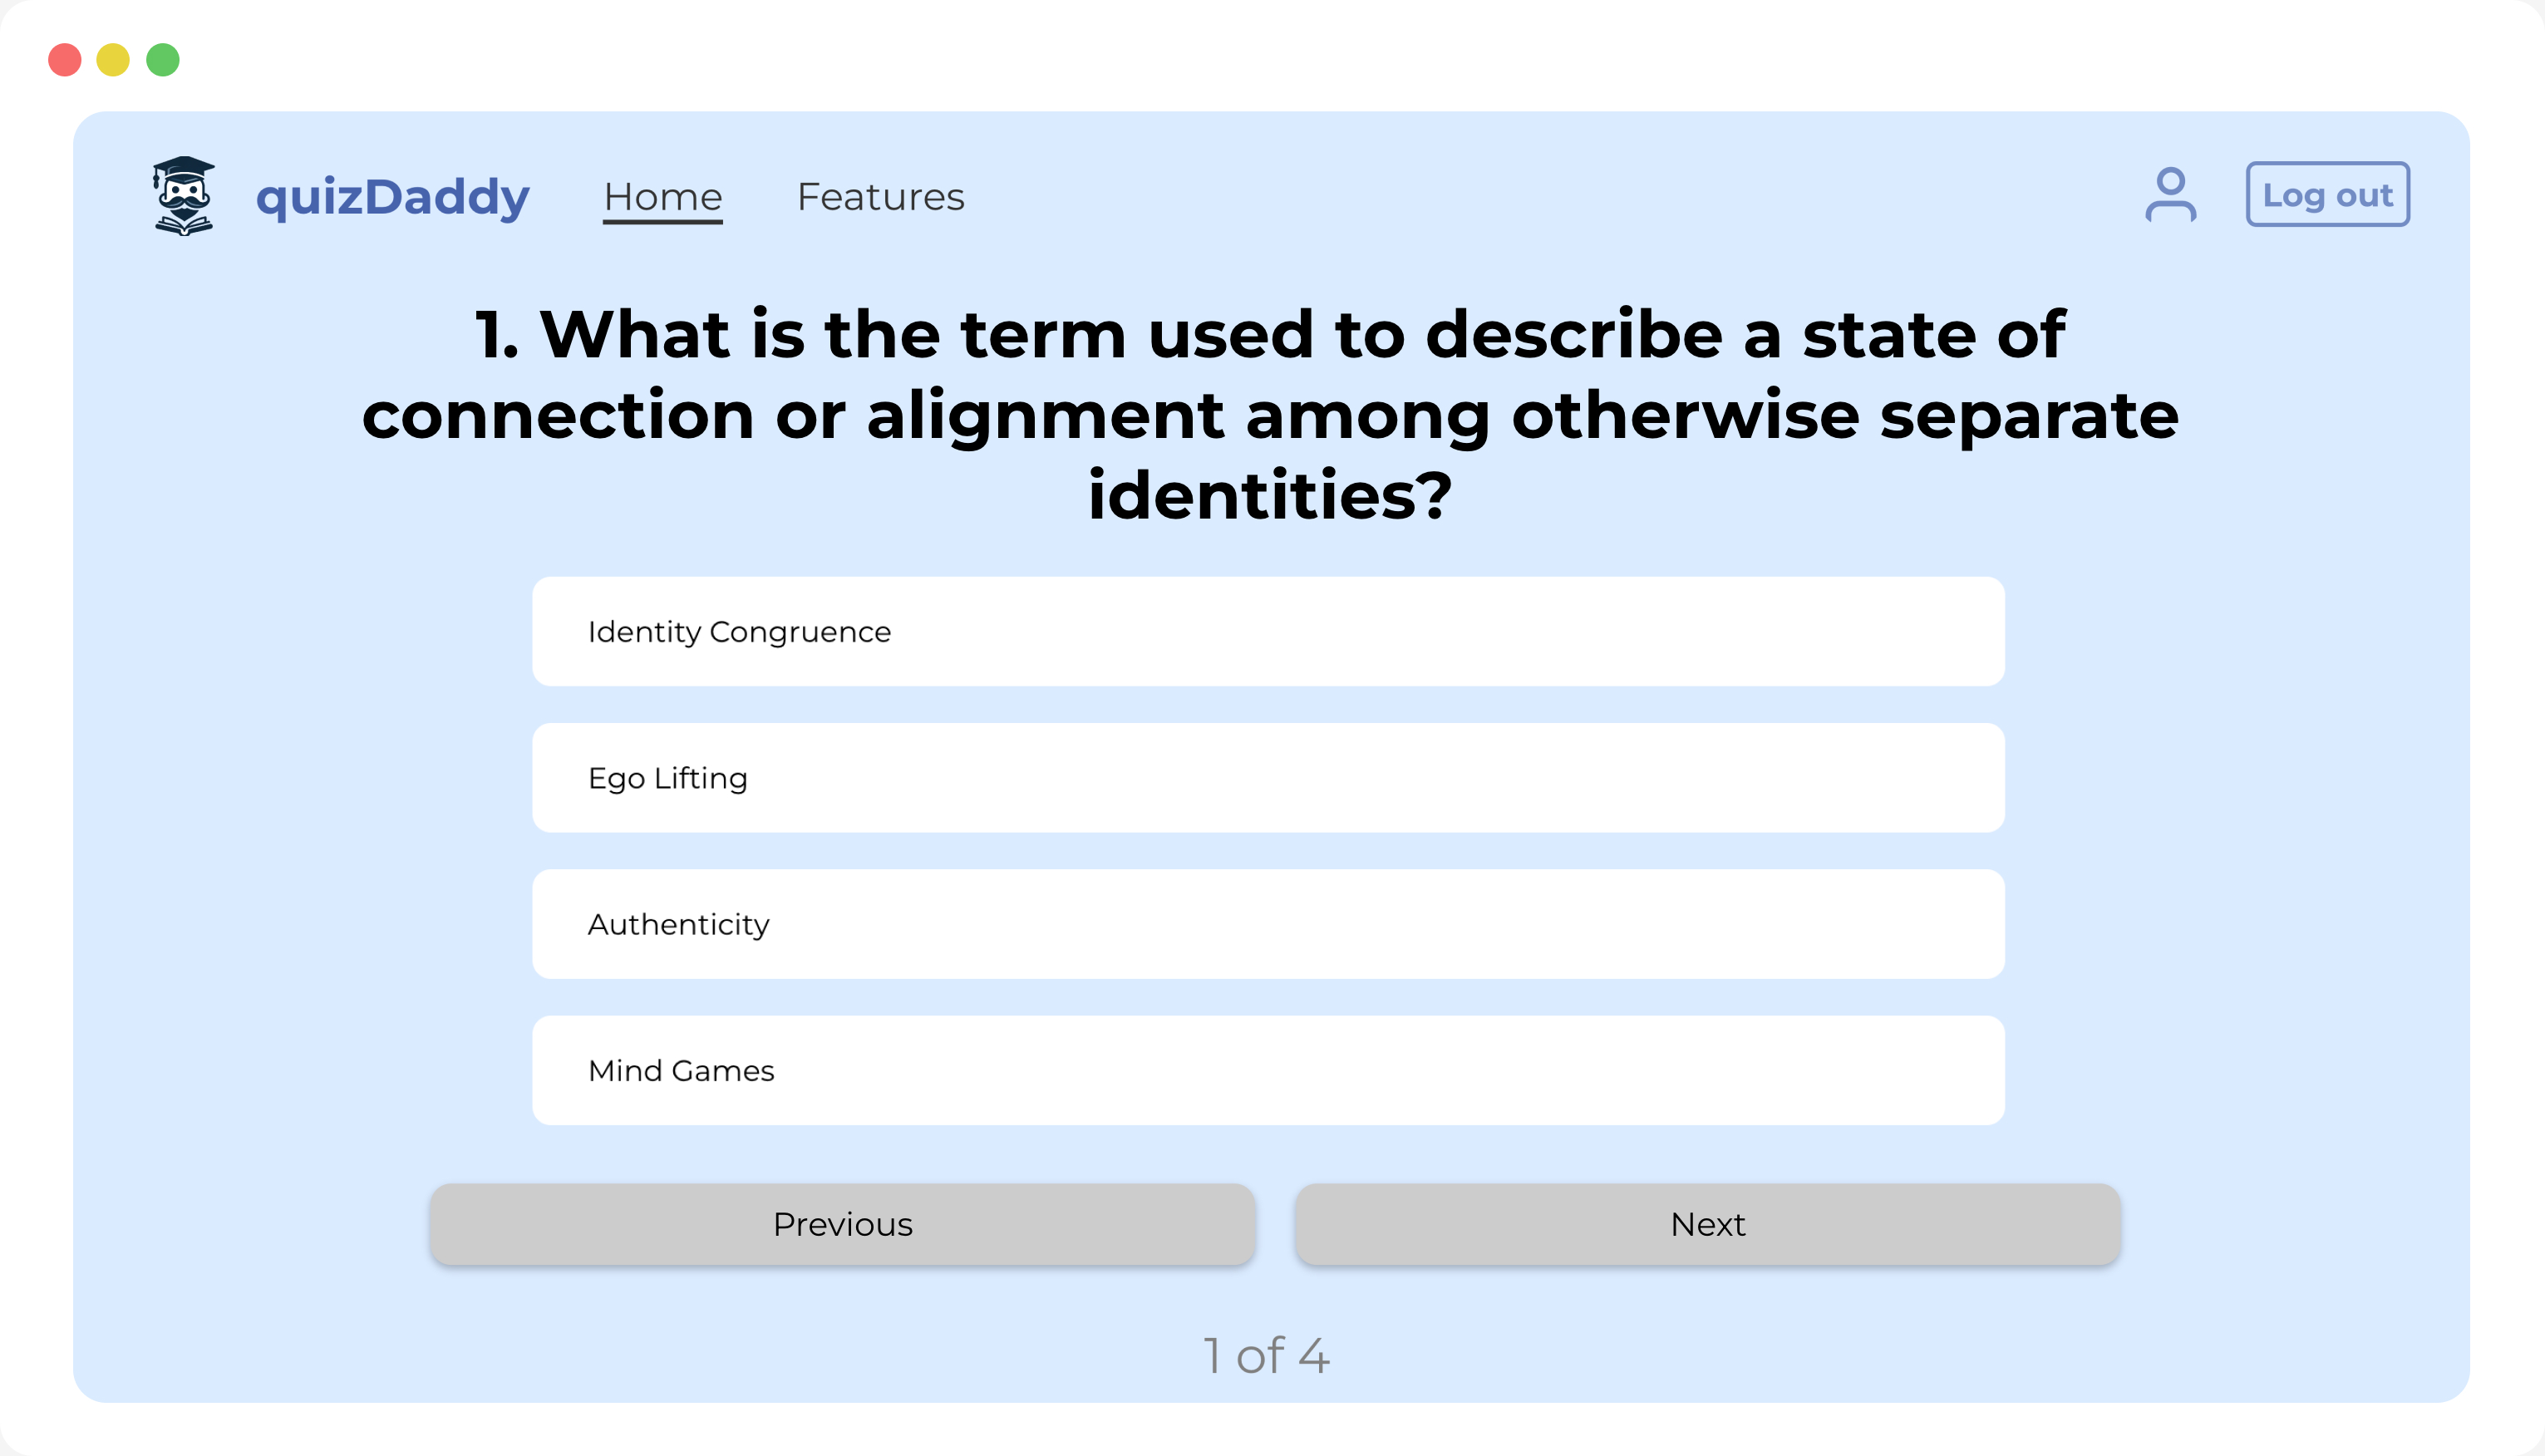 quizDaddy
Home
Features
Log out
1. What is the term used to describe a state of
connection or alignment among otherwise separate
identities?
Identity Congruence
Ego Lifting
Authenticity
Mind Games
Previous
Next
1 of 4